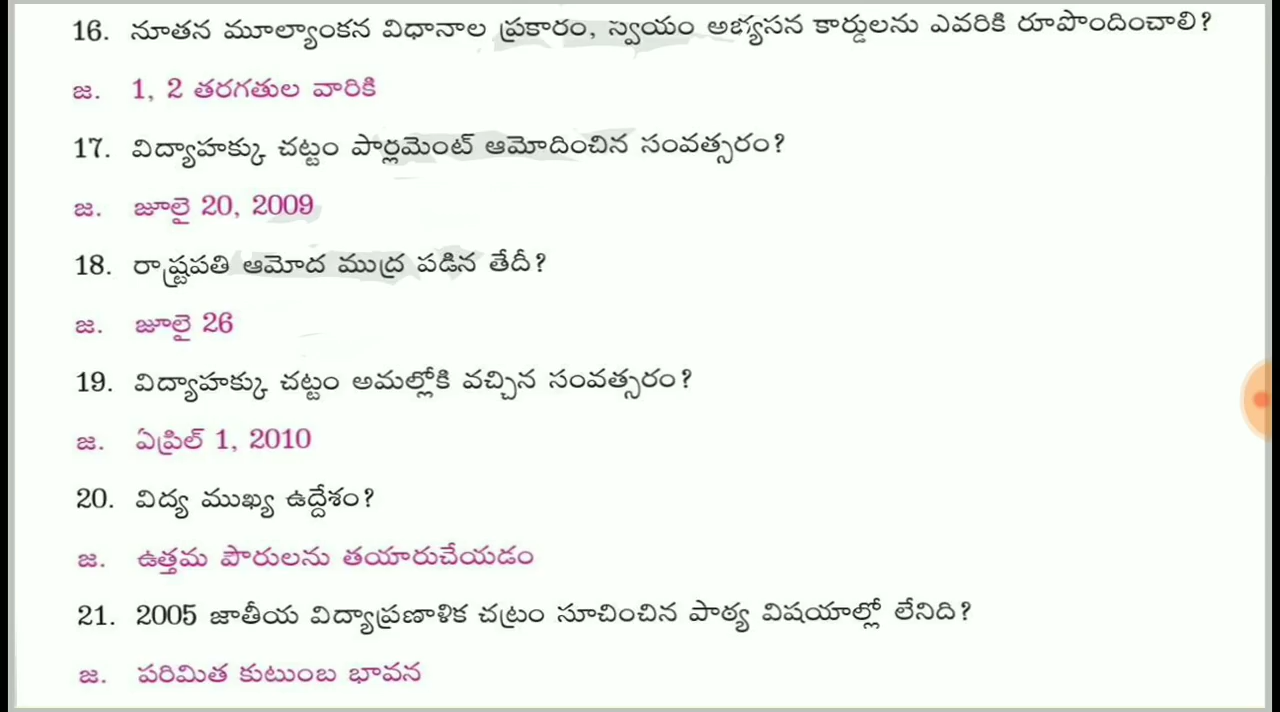 16. నూతన మూల్యాంకన విధానాల ప్రకారం, స్వయం అభ్యసన కార్డులను ఎవరికి రూపొందించాలి?
జ. 1, 2 తరగతుల వారికి
17. విద్యాహక్కు చట్టం పార్లమెంట్ ఆమోదించిన సంవత్సరం?
జ. జూలై 20, 2009
18. రాష్ట్రపతి ఆమోద ముద్ర పడిన తేదీ?
జ. జూలై 26
19. విద్యాహక్కు చట్టం అమల్లోకి వచ్చిన సంవత్సరం?
జ. ఏప్రిల్ 1, 2010
20. విద్య ముఖ్య ఉద్దేశం?
జ. ఉత్తమ పౌరులను తయారుచేయడం
21. 2005 జాతీయ విద్యాప్రణాళిక చట్రం సూచించిన పాఠ్య విషయాల్లో లేనిది?
జ. పరిమిత కుటుంబ భావన